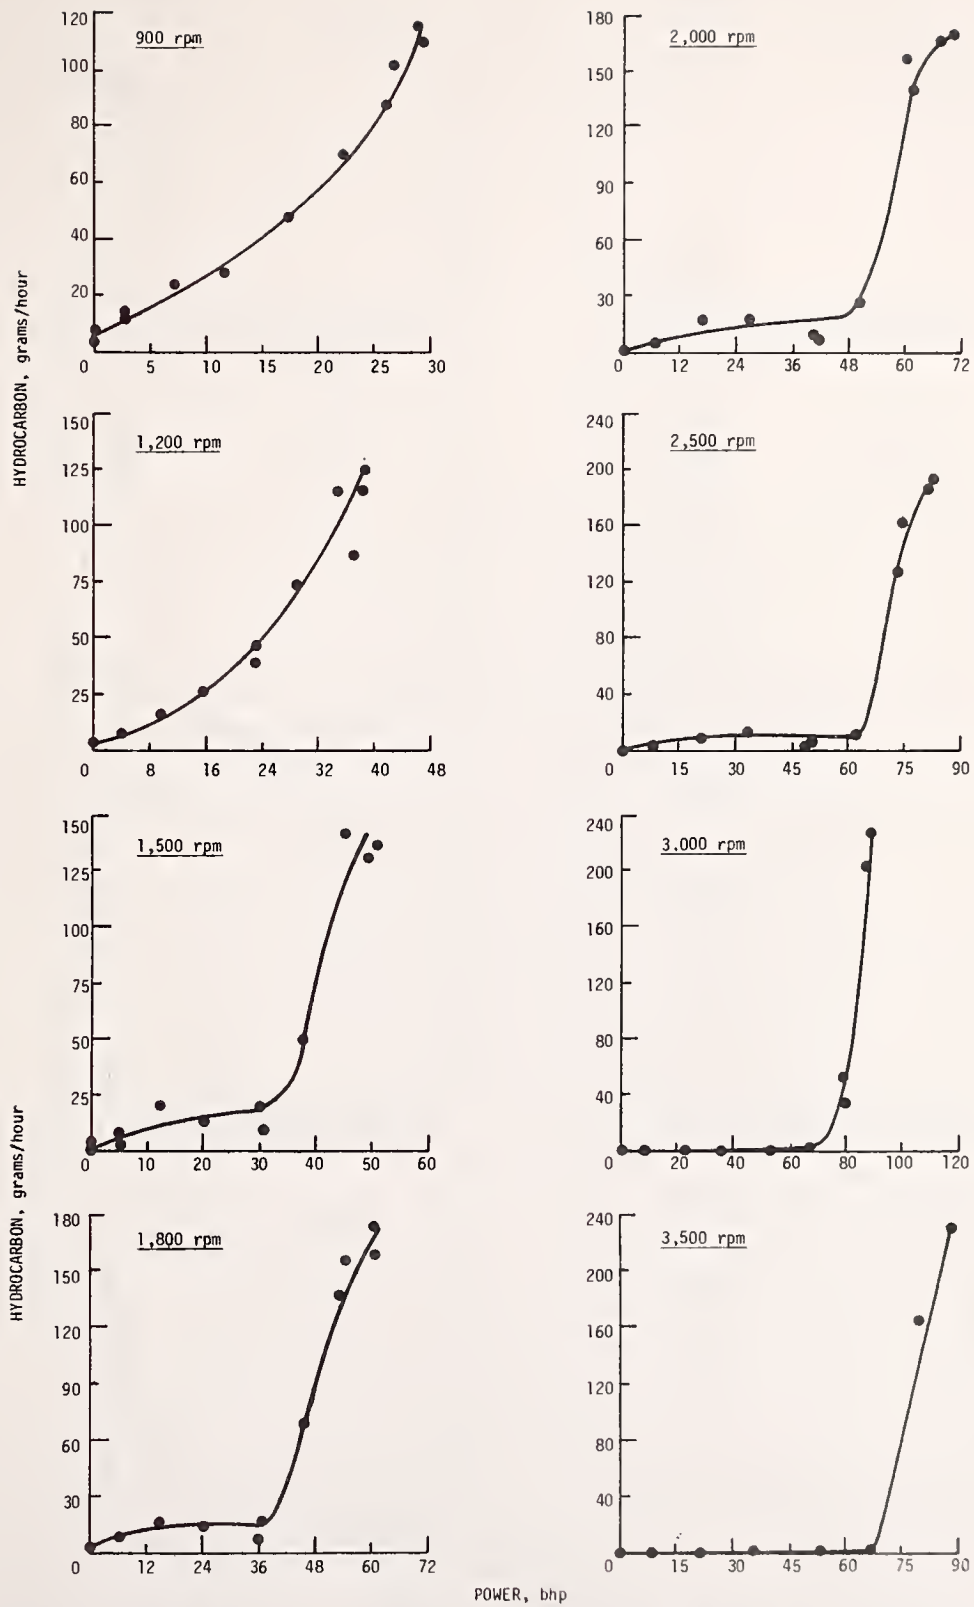 HYDROCARBON, grams/hour
900 rpm
120
100
80
60
40
20
0 5 10 15 20 25 30
2,000 rpm
180
150
120
90
60
30
0 12 24 36 48 60 72
1,200 rpm
150
125
100
75
50
25
0 8 16 24 32 40 48
2,500 rpm
240
200
160
120
80
40
0 15 30 45 60 75 90
HYDROCARBON, grams/hour
1,500 rpm
150
125
100
75
50
25
0 10 20 30 40 50 60
3,000 rpm
240
200
160
120
80
40
0 20 40 60 80 100 120
1,800 rpm
180
150
120
90
60
30
0 12 24 36 48 60 72
3,500 rpm
240
200
160
120
80
40
0 15 30 45 60 75 90
POWER, bhp